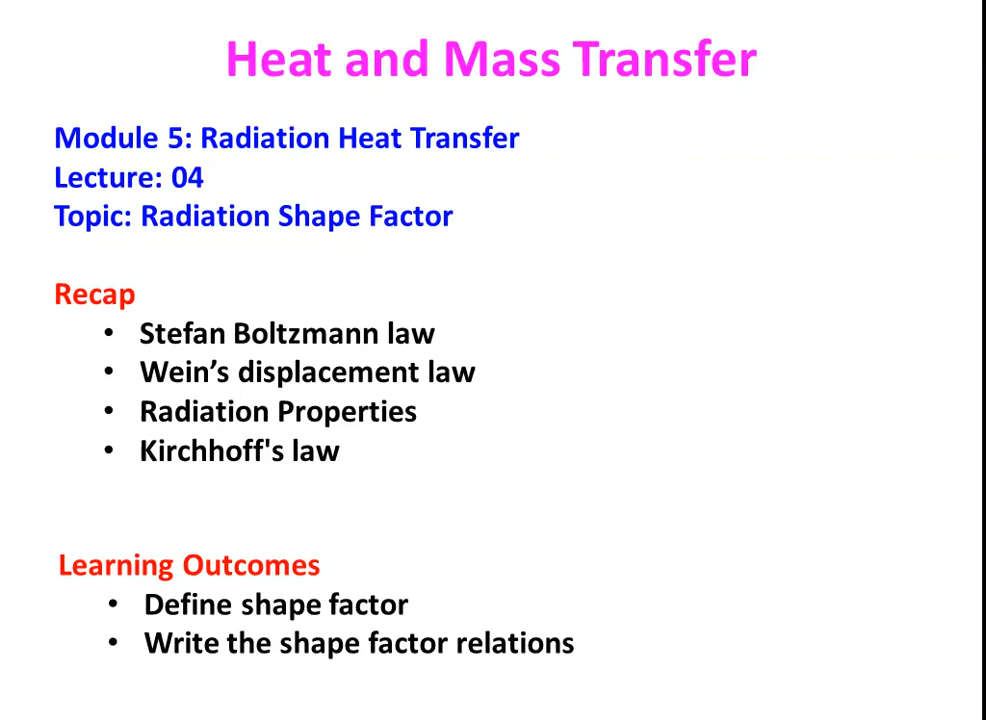 Heat and Mass Transfer
Module 5: Radiation Heat Transfer
Lecture: 04
Topic: Radiation Shape Factor
Recap
• Stefan Boltzmann law
• Wein’s displacement law
• Radiation Properties
• Kirchhoff's law
Learning Outcomes
• Define shape factor
• Write the shape factor relations